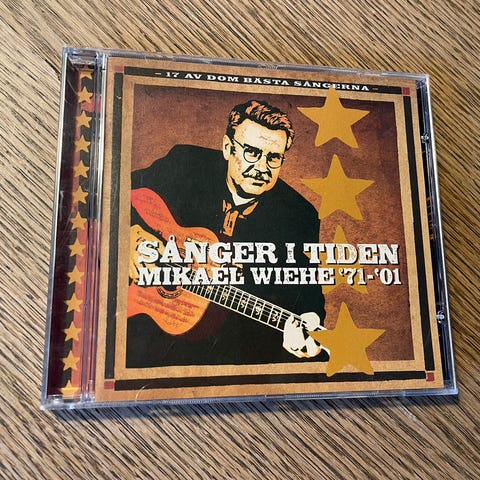 – 17 AV DOM BÄSTA SÅNGERNA –
SÅNGER I TIDEN
MIKAEL WIEHE ‘71-‘01